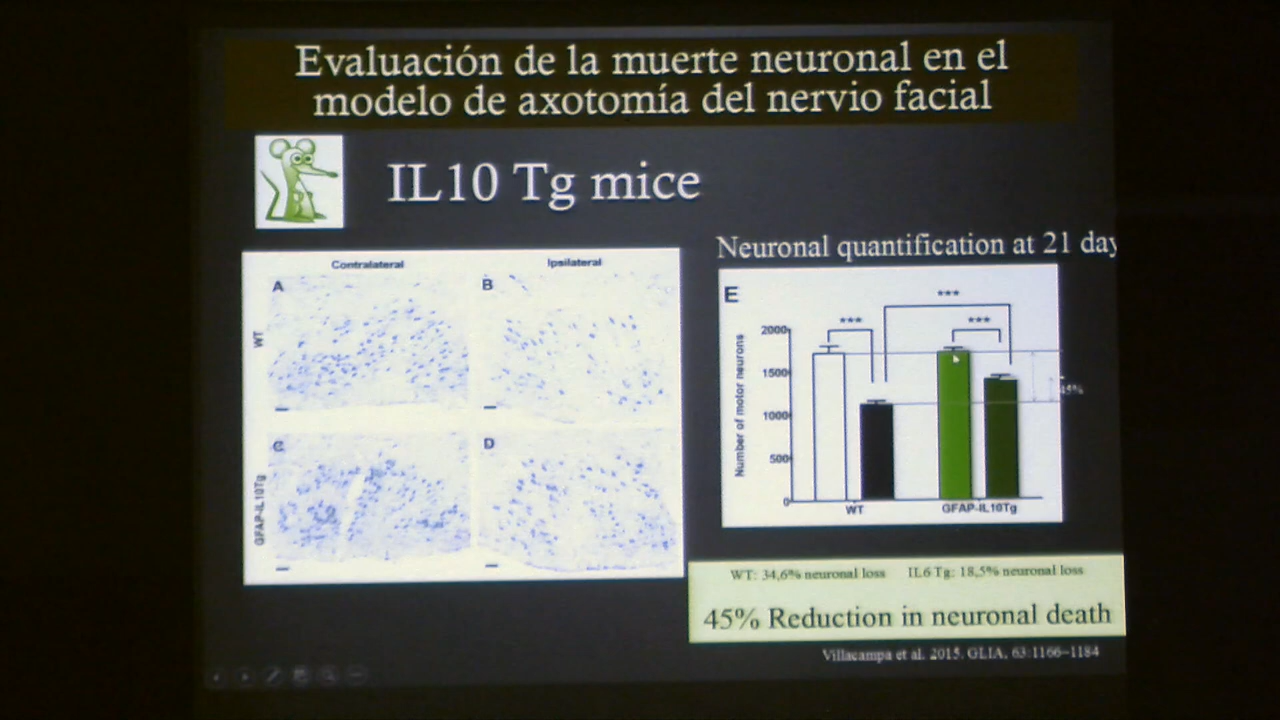 Evaluación de la muerte neuronal en el
modelo de axotomía del nervio facial
IL10 Tg mice
Contralateral
Ipsilateral
A
B
WT
C
D
GFAP-IL10Tg
Neuronal quantification at 21 day
E
***
***
***
Number of motor neurons
2000
1500
1000
500
0
45%
WT
GFAP-IL10Tg
WT: 34,6% neuronal loss
IL6 Tg: 18,5% neuronal loss
45% Reduction in neuronal death
Villacampa et al. 2015. GLIA, 63:1166–1184